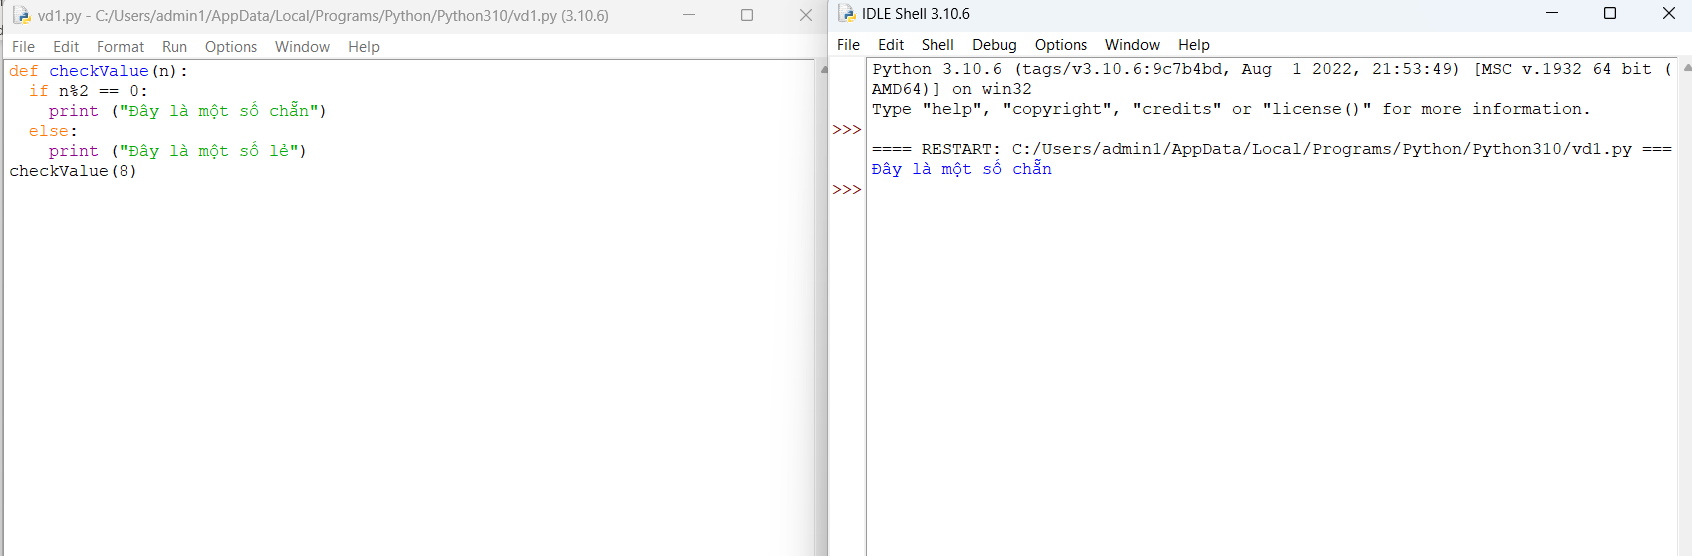 vd1.py - C:/Users/admin1/AppData/Local/Programs/Python/Python310/vd1.py (3.10.6)
File Edit Format Run Options Window Help
def checkValue(n):
  if n%2 == 0:
    print ("Đây là một số chẵn")
  else:
    print ("Đây là một số lẻ")
checkValue(8)
IDLE Shell 3.10.6
File Edit Shell Debug Options Window Help
Python 3.10.6 (tags/v3.10.6:9c7b4bd, Aug  1 2022, 21:53:49) [MSC v.1932 64 bit (
AMD64)] on win32
Type "help", "copyright", "credits" or "license()" for more information.
>>>
==== RESTART: C:/Users/admin1/AppData/Local/Programs/Python/Python310/vd1.py ===
Đây là một số chẵn
>>>